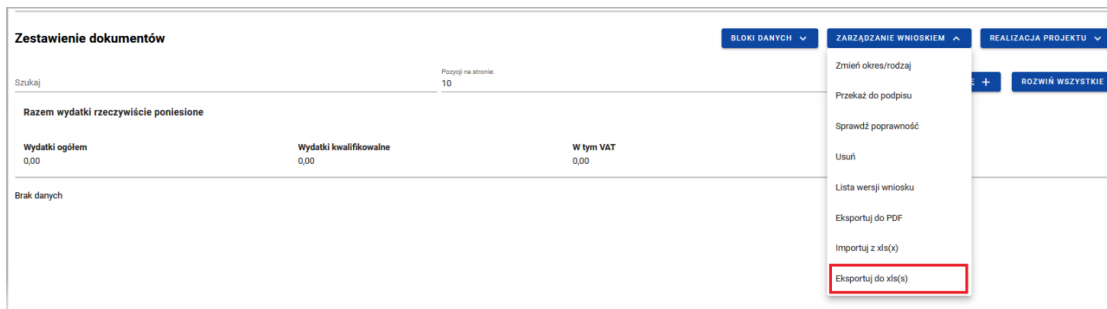 Zestawienie dokumentów
BLOKI DANYCH
ZARZĄDZANIE WNIOSKIEM
REALIZACJA PROJEKTU
Szukaj
Pozycji na stronie:
10
ROZWIŃ WSZYSTKIE
Razem wydatki rzeczywiście poniesione
Wydatki ogółem
0,00
Wydatki kwalifikowalne
0,00
W tym VAT
0,00
Brak danych
Zmień okres/rodzaj
Przekaż do podpisu
Sprawdź poprawność
Usuń
Lista wersji wniosku
Eksportuj do PDF
Importuj z xls(x)
Eksportuj do xls(s)